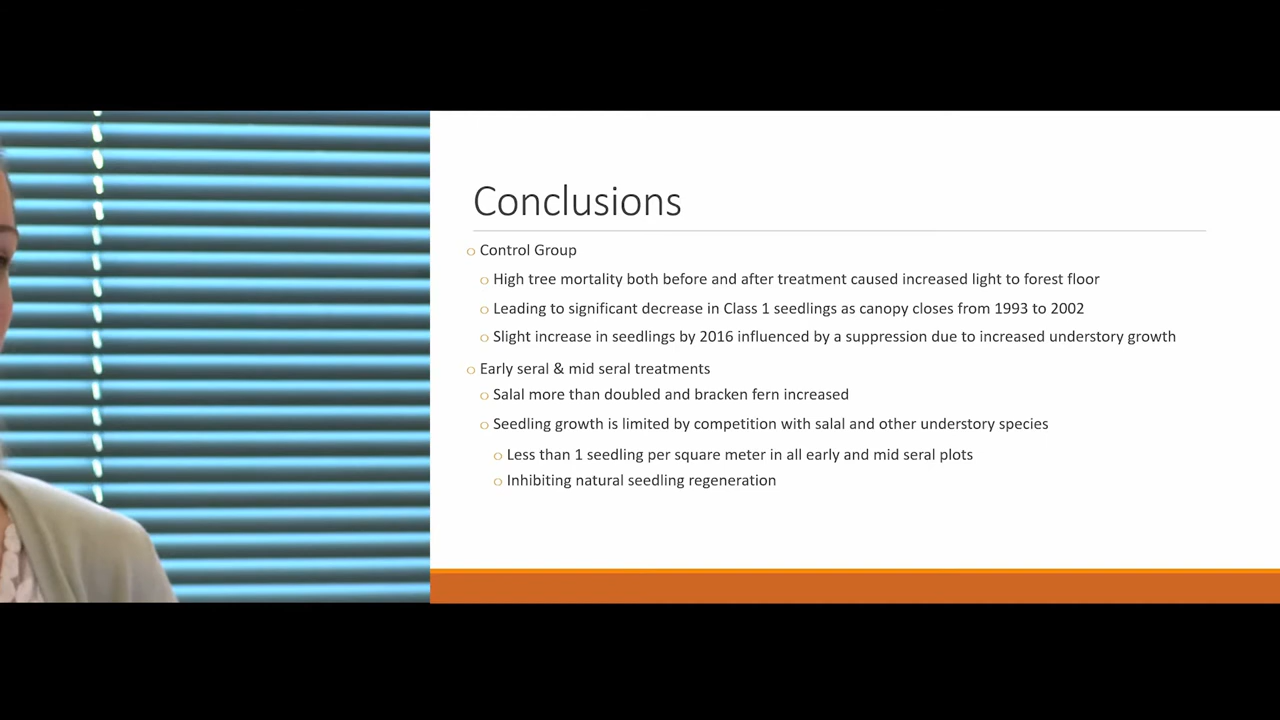 Conclusions
Control Group
High tree mortality both before and after treatment caused increased light to forest floor
Leading to significant decrease in Class 1 seedlings as canopy closes from 1993 to 2002
Slight increase in seedlings by 2016 influenced by a suppression due to increased understory growth
Early seral & mid seral treatments
Salal more than doubled and bracken fern increased
Seedling growth is limited by competition with salal and other understory species
Less than 1 seedling per square meter in all early and mid seral plots
Inhibiting natural seedling regeneration